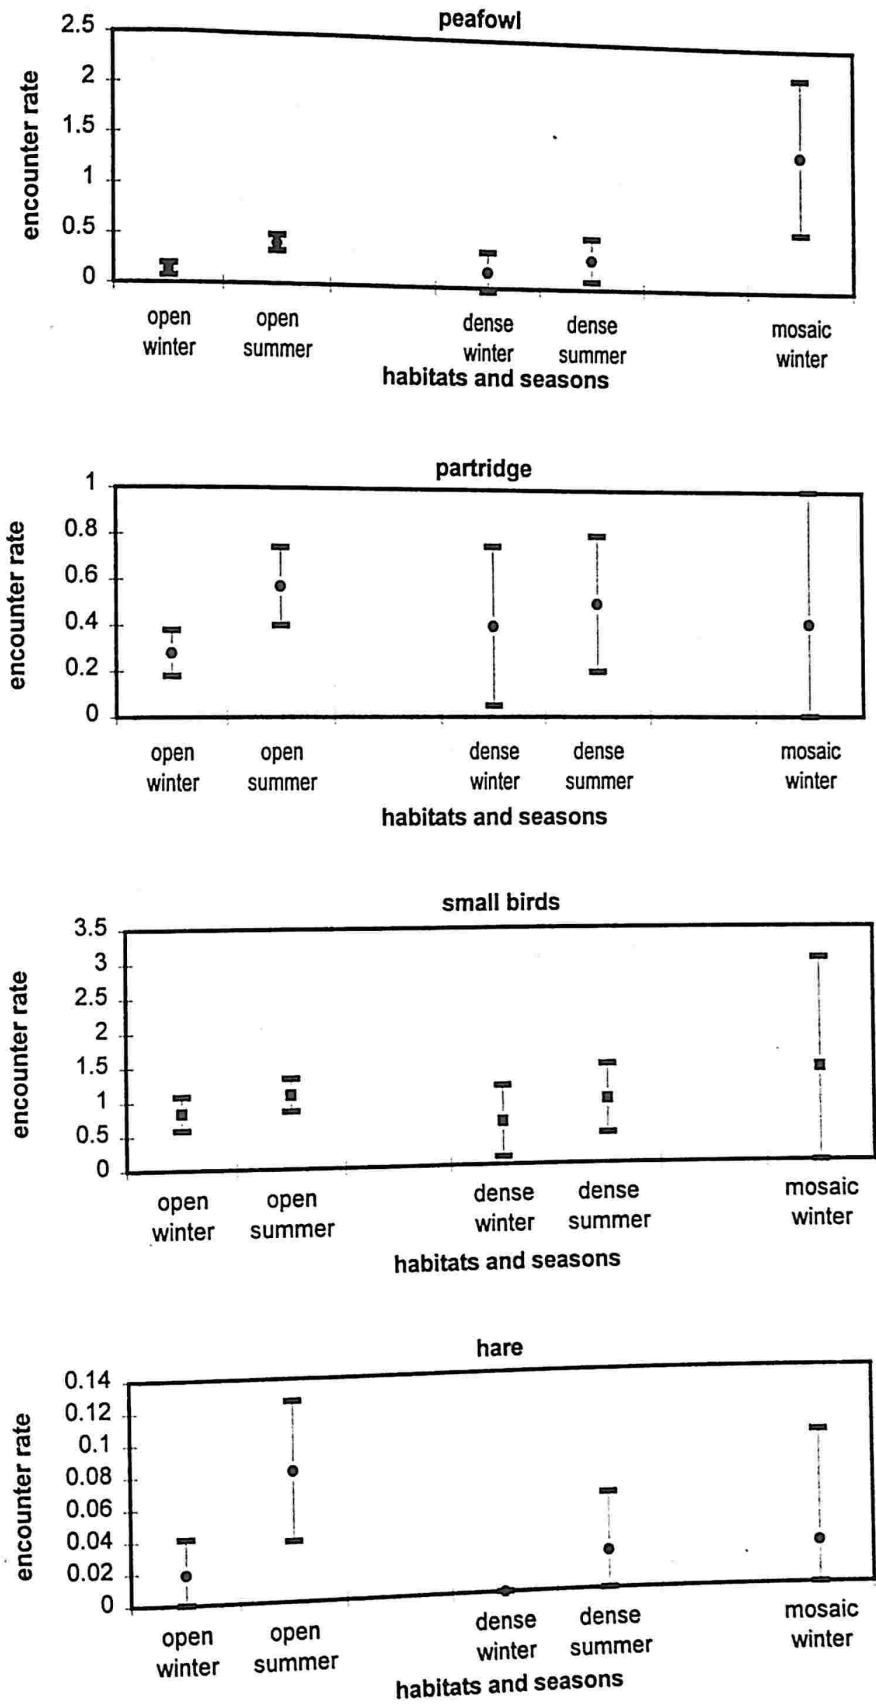 peafowl
2.5
2
1.5
1
0.5
0
encounter rate
open winter
open summer
dense winter
dense summer
mosaic winter
habitats and seasons
partridge
1
0.8
0.6
0.4
0.2
0
encounter rate
open winter
open summer
dense winter
dense summer
mosaic winter
habitats and seasons
small birds
3.5
3
2.5
2
1.5
1
0.5
0
encounter rate
open winter
open summer
dense winter
dense summer
mosaic winter
habitats and seasons
hare
0.14
0.12
0.1
0.08
0.06
0.04
0.02
0
encounter rate
open winter
open summer
dense winter
dense summer
mosaic winter
habitats and seasons